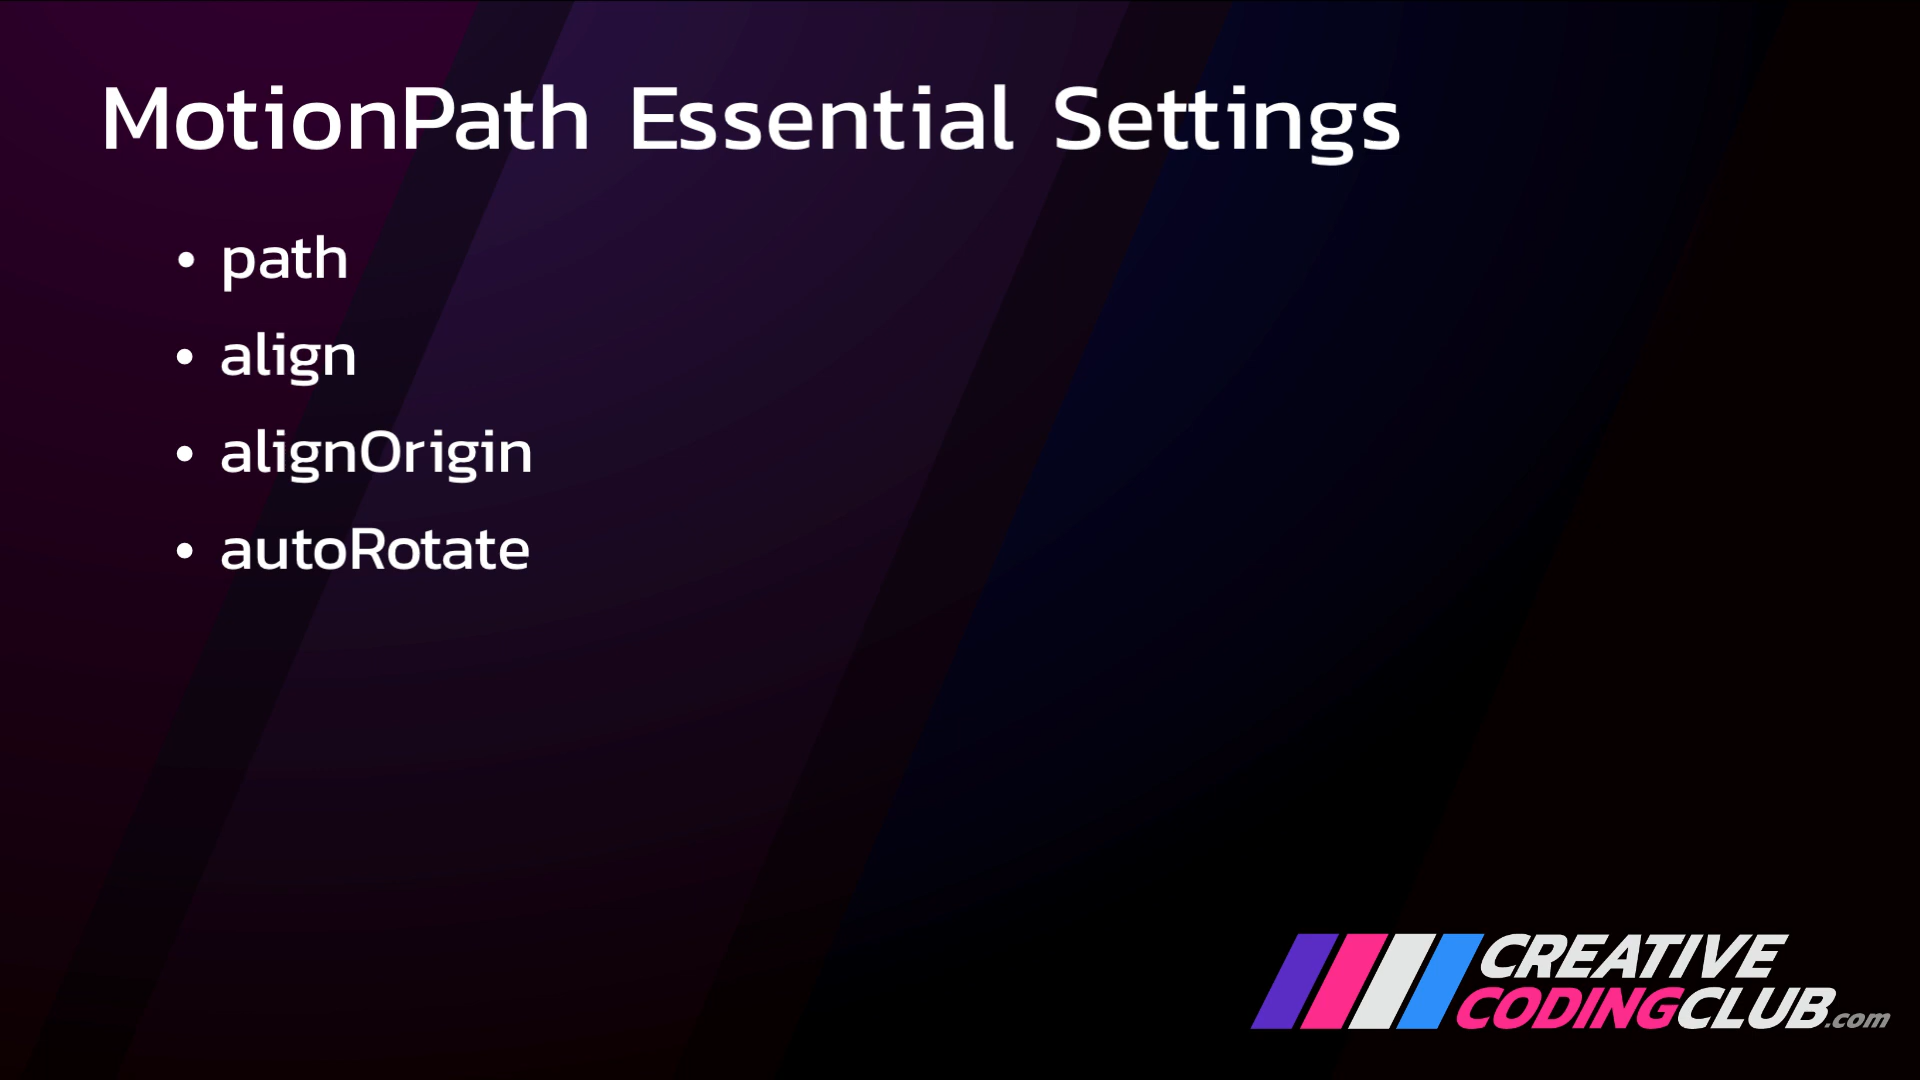 MotionPath Essential Settings
• path
• align
• alignOrigin
• autoRotate
CREATIVE
CODINGCLUB.com